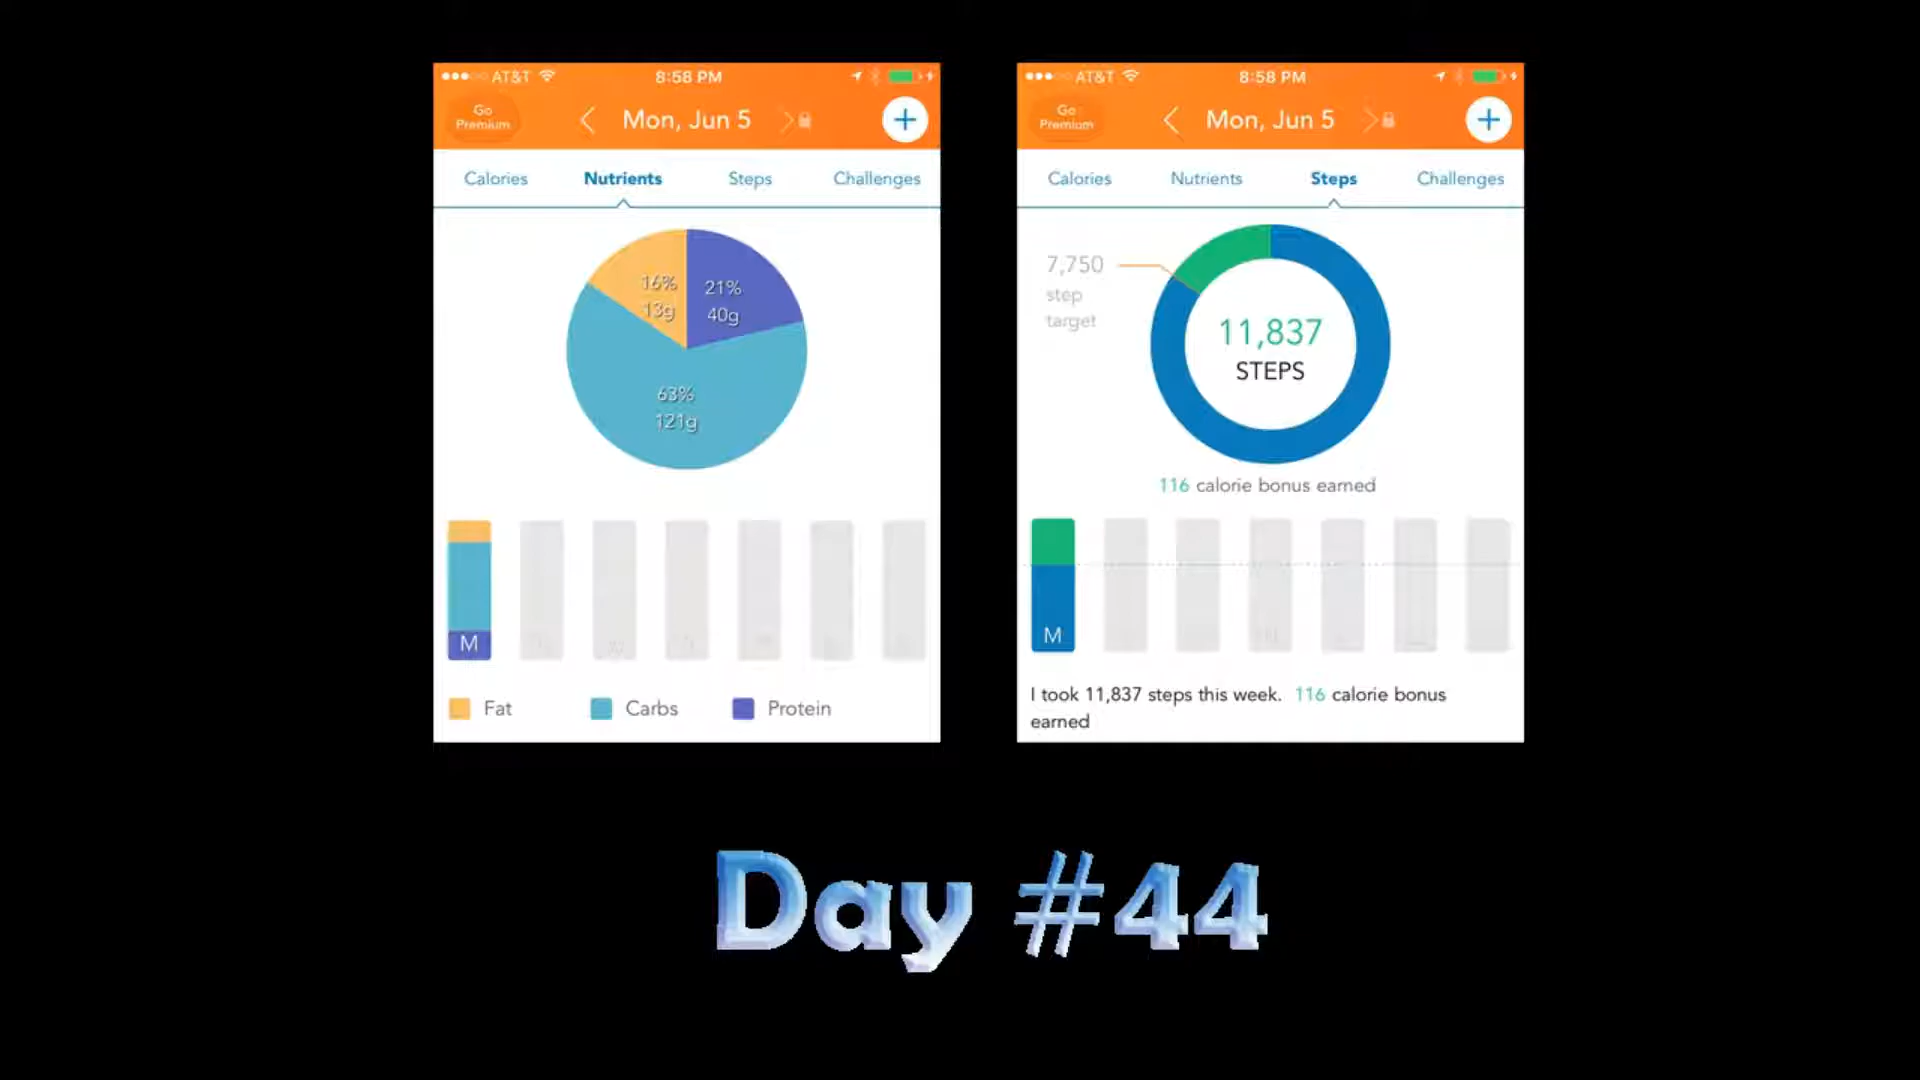 AT&T 8:58 PM
Go
Premium
Mon, Jun 5
Calories Nutrients Steps Challenges
16%
13g
21%
40g
63%
121g
M
Fat Carbs Protein
AT&T 8:58 PM
Go
Premium
Mon, Jun 5
Calories Nutrients Steps Challenges
7,750
step
target
11,837
STEPS
116 calorie bonus earned
M
I took 11,837 steps this week. 116 calorie bonus
earned
Day #44